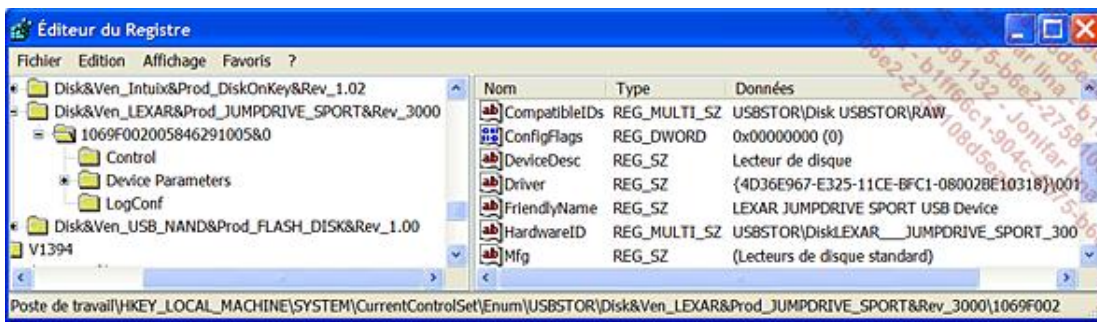 Éditeur du Registre
Fichier Edition Affichage Favoris ?
Disk&Ven_Intuix&Prod_DiskOnKey&Rev_1.02
Disk&Ven_LEXAR&Prod_JUMPDRIVE_SPORT&Rev_3000
1069F002005846291005&0
Control
Device Parameters
LogConf
Disk&Ven_USB_NAND&Prod_FLASH_DISK&Rev_1.00
V1394
Nom Type Données
CompatibleIDs REG_MULTI_SZ USBSTOR\Disk USBSTOR\RAW
ConfigFlags REG_DWORD 0x00000000 (0)
DeviceDesc REG_SZ Lecteur de disque
Driver REG_SZ {4D36E967-E325-11CE-BFC1-08002BE10318}\001
FriendlyName REG_SZ LEXAR JUMPDRIVE SPORT USB Device
HardwareID REG_MULTI_SZ USBSTOR\DiskLEXAR___JUMPDRIVE_SPORT_300
Mfg REG_SZ (Lecteurs de disque standard)
Poste de travail\HKEY_LOCAL_MACHINE\SYSTEM\CurrentControlSet\Enum\USBSTOR\Disk&Ven_LEXAR&Prod_JUMPDRIVE_SPORT&Rev_3000\1069F002